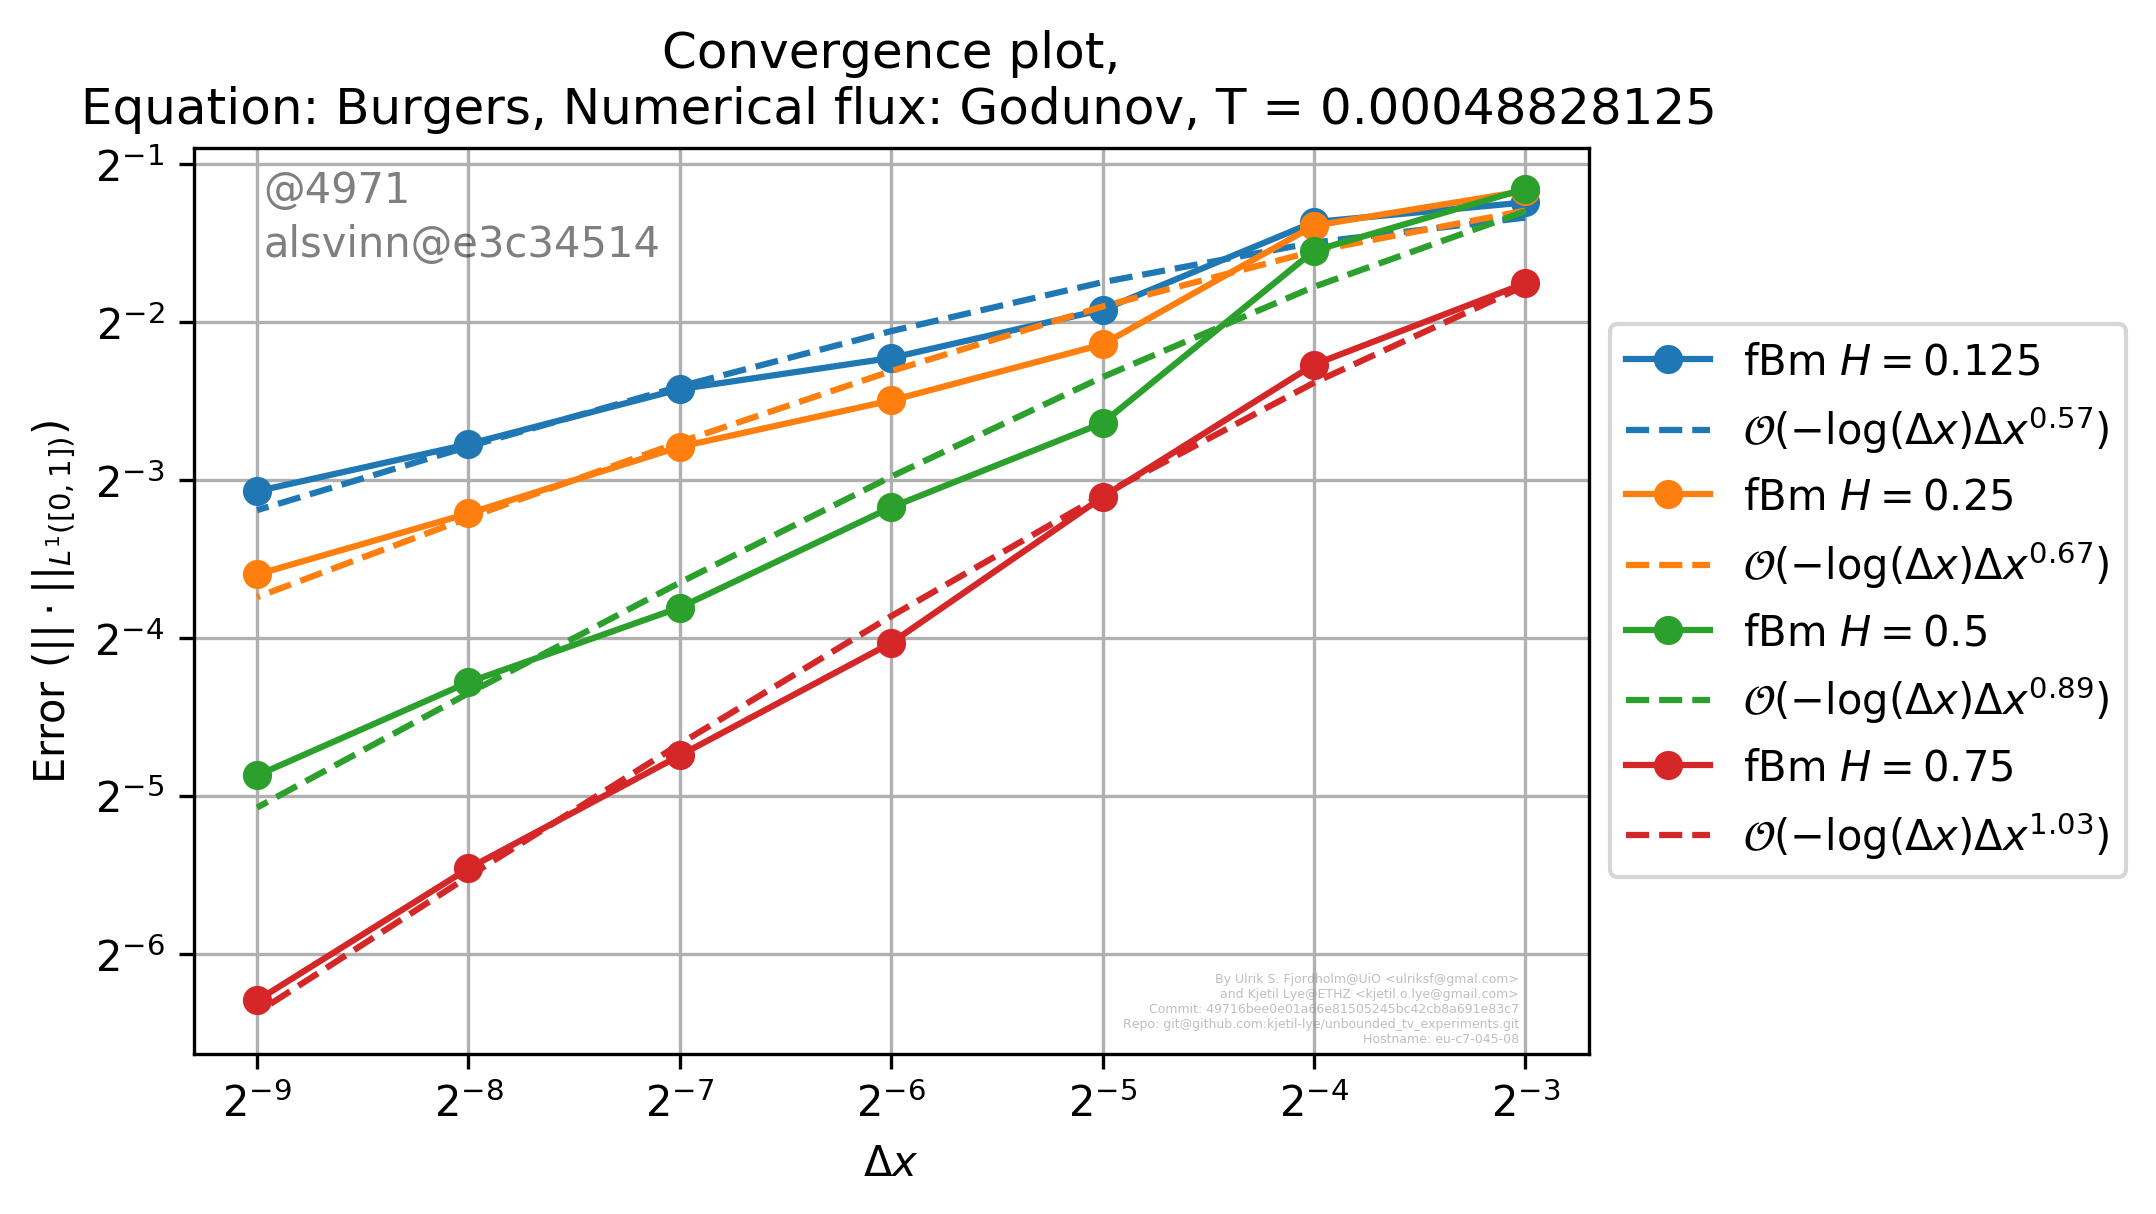 Convergence plot,
Equation: Burgers, Numerical flux: Godunov, T = 0.00048828125
@4971
alsvinn@e3c34514
Error (||·||_{L^1([0,1])})
2^{-1}
2^{-2}
2^{-3}
2^{-4}
2^{-5}
2^{-6}
2^{-9} 2^{-8} 2^{-7} 2^{-6} 2^{-5} 2^{-4} 2^{-3}
Δx
fBm H = 0.125
𝒪(−log(Δx)Δx^{0.57})
fBm H = 0.25
𝒪(−log(Δx)Δx^{0.67})
fBm H = 0.5
𝒪(−log(Δx)Δx^{0.89})
fBm H = 0.75
𝒪(−log(Δx)Δx^{1.03})
By Ulrik S. Fjordholm@UiO <ulriksf@gmal.com>
and Kjetil Lye@ETHZ <kjetil.o.lye@gmail.com>
Commit: 49716bee0e01a66e81505245bc42cb8a691e83c7
Repo: git@github.com:kjetil-lye/unbounded_tv_experiments.git
Hostname: eu-c7-045-08